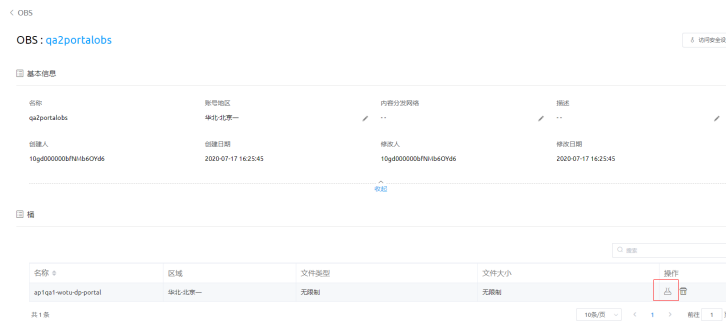 < OBS
OBS : qa2portalobs
访问安全设
基本信息
名称 账号地区 内容分发网络 描述
qa2portalobs 华北-北京一 -- --
创建人 创建日期 修改人 修改日期
10gd000000bfNMb6OYd6 2020-07-17 16:25:45 10gd000000bfNMb6OYd6 2020-07-17 16:25:45
收起
桶
搜索
名称 区域 文件类型 文件大小 操作
ap1qa1-wotu-dp-portal 华北-北京一 无限制 无限制
共 1 条 10条/页 < 1 > 前往 1